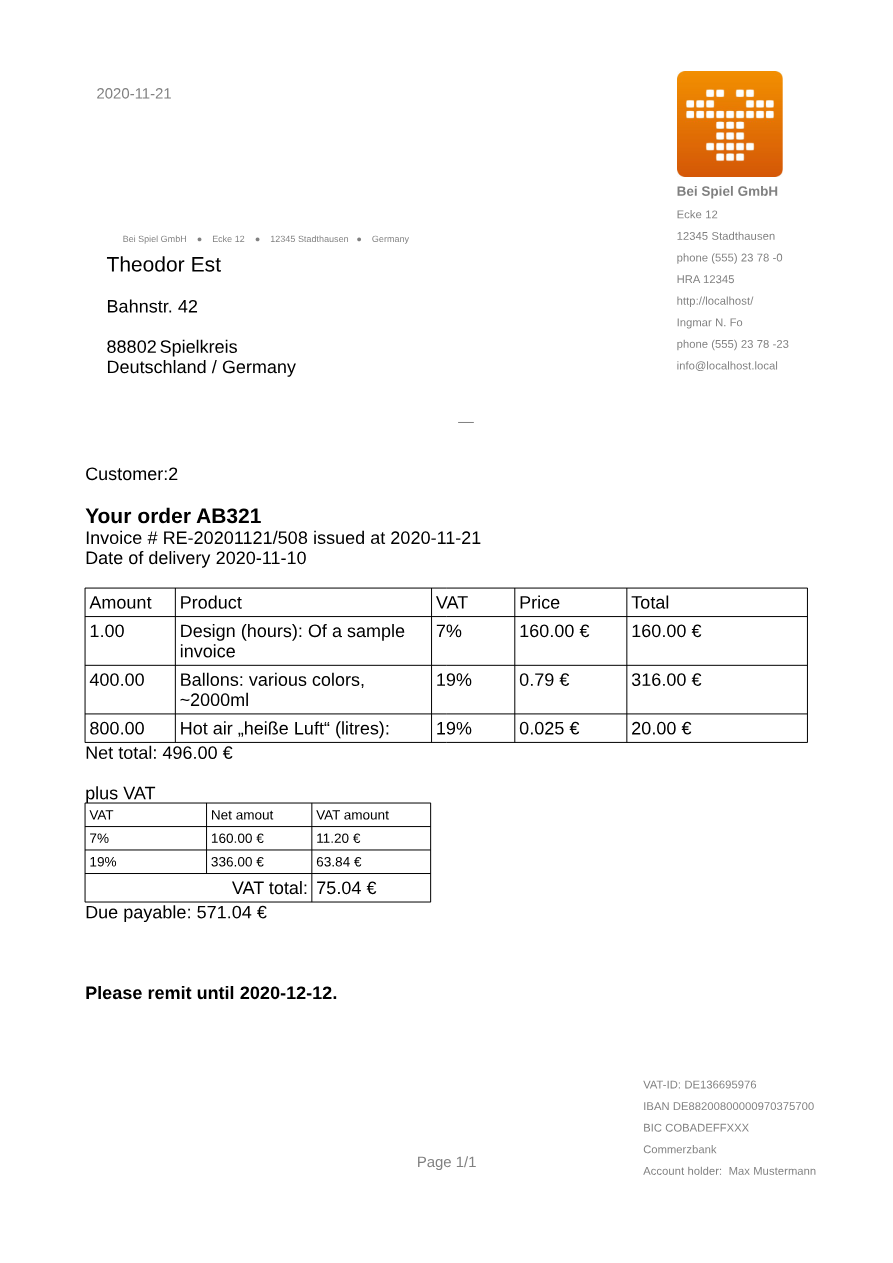 2020-11-21
Bei Spiel GmbH
Ecke 12
12345 Stadthausen
phone (555) 23 78 -0
HRA 12345
http://localhost/
Ingmar N. Fo
phone (555) 23 78 -23
info@localhost.local
Bei Spiel GmbH ● Ecke 12 ● 12345 Stadthausen ● Germany
Theodor Est
Bahnstr. 42
88802 Spielkreis
Deutschland / Germany
Customer:2
Your order AB321
Invoice # RE-20201121/508 issued at 2020-11-21
Date of delivery 2020-11-10
Amount Product VAT Price Total
1.00 Design (hours): Of a sample 7% 160.00 € 160.00 €
invoice
400.00 Ballons: various colors, 19% 0.79 € 316.00 €
~2000ml
800.00 Hot air „heiße Luft“ (litres): 19% 0.025 € 20.00 €
Net total: 496.00 €
plus VAT
VAT Net amout VAT amount
7% 160.00 € 11.20 €
19% 336.00 € 63.84 €
VAT total: 75.04 €
Due payable: 571.04 €
Please remit until 2020-12-12.
VAT-ID: DE136695976
IBAN DE88200800000970375700
BIC COBADEFFXXX
Commerzbank
Account holder: Max Mustermann
Page 1/1